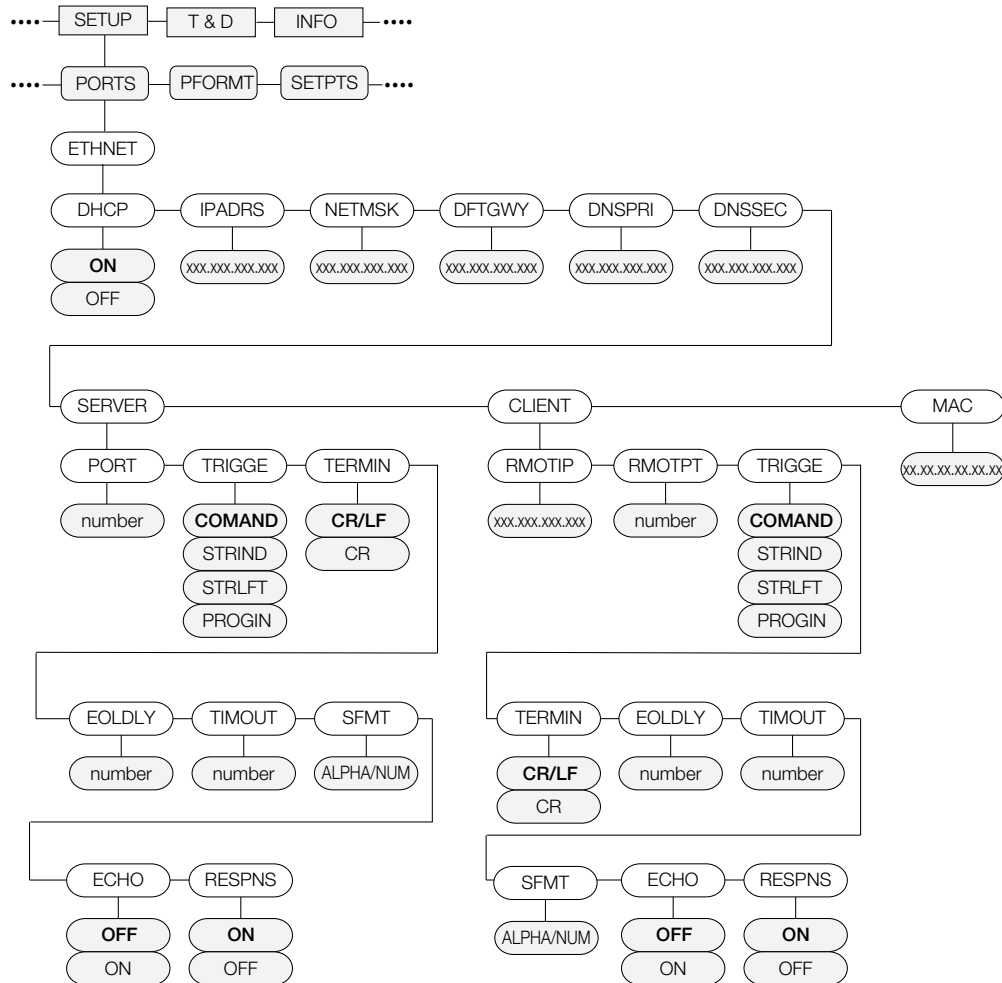 •••• SETUP T & D INFO ••••
•••• PORTS PFORMT SETPTS ••••
ETHNET
DHCP IPADRS NETMSK DFTGWY DNSPRI DNSSEC
ON xxx.xxx.xxx.xxx xxx.xxx.xxx.xxx xxx.xxx.xxx.xxx xxx.xxx.xxx.xxx xxx.xxx.xxx.xxx
OFF
SERVER CLIENT MAC
PORT TRIGGE TERMIN RMOTIP RMOTPT TRIGGE xx.xx.xx.xx.xx.xx
number COMAND CR/LF xxx.xxx.xxx.xxx number COMAND
STRIND CR STRIND
STRLFT STRLFT
PROGIN PROGIN
EOLDLY TIMOUT SFMT TERMIN EOLDLY TIMOUT
number number ALPHA/NUM CR/LF number number
CR
ECHO RESPNS SFMT ECHO RESPNS
OFF ON ALPHA/NUM OFF ON
ON OFF ON OFF